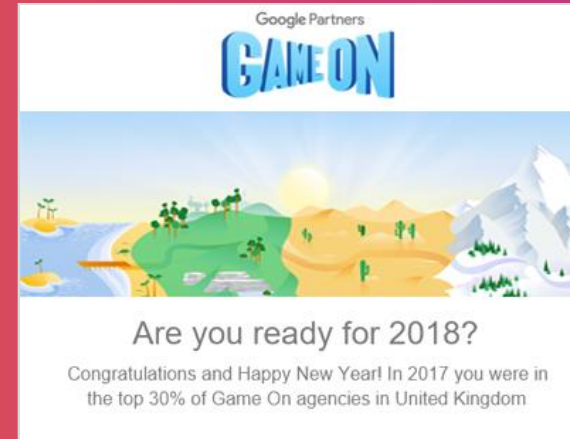 Google Partners
GAME ON
Are you ready for 2018?
Congratulations and Happy New Year! In 2017 you were in
the top 30% of Game On agencies in United Kingdom